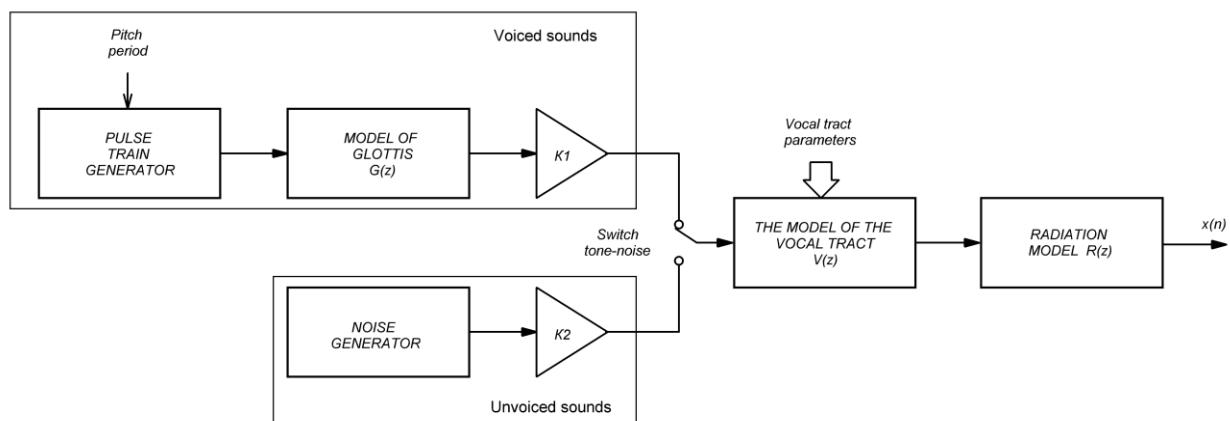 Voiced sounds
Pitch
period
PULSE
TRAIN
GENERATOR
MODEL OF
GLOTTIS
G(z)
K1
Switch
tone-noise
NOISE
GENERATOR
K2
Unvoiced sounds
Vocal tract
parameters
THE MODEL OF THE
VOCAL TRACT
V(z)
RADIATION
MODEL R(z)
x(n)